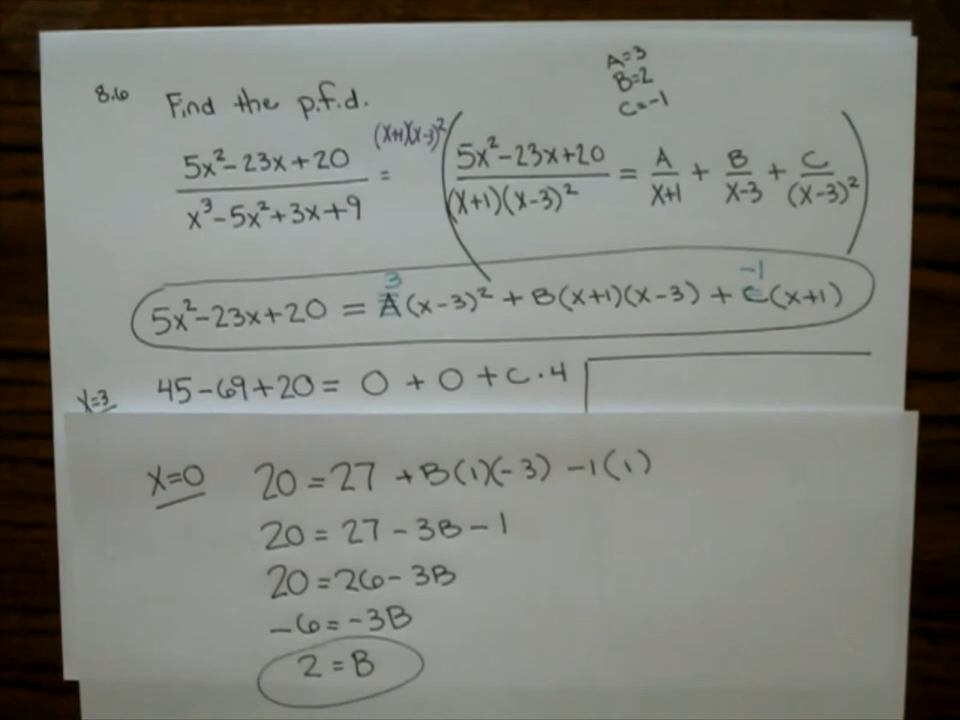 A=3
B=2
C=-1
8.6 Find the p.f.d.
(5x²-23x+20)/(x³-5x²+3x+9) = (x+1)(x-3)² ( (5x²-23x+20)/((x+1)(x-3)²) = A/(x+1) + B/(x-3) + C/(x-3)² )
3 -1
5x²-23x+20 = A(x-3)² + B(x+1)(x-3) + C(x+1)
x=3 45-69+20 = 0 + 0 + C·4
x=0 20=27 +B(1)(-3) -1(1)
20=27-3B-1
20=26-3B
-6=-3B
2=B